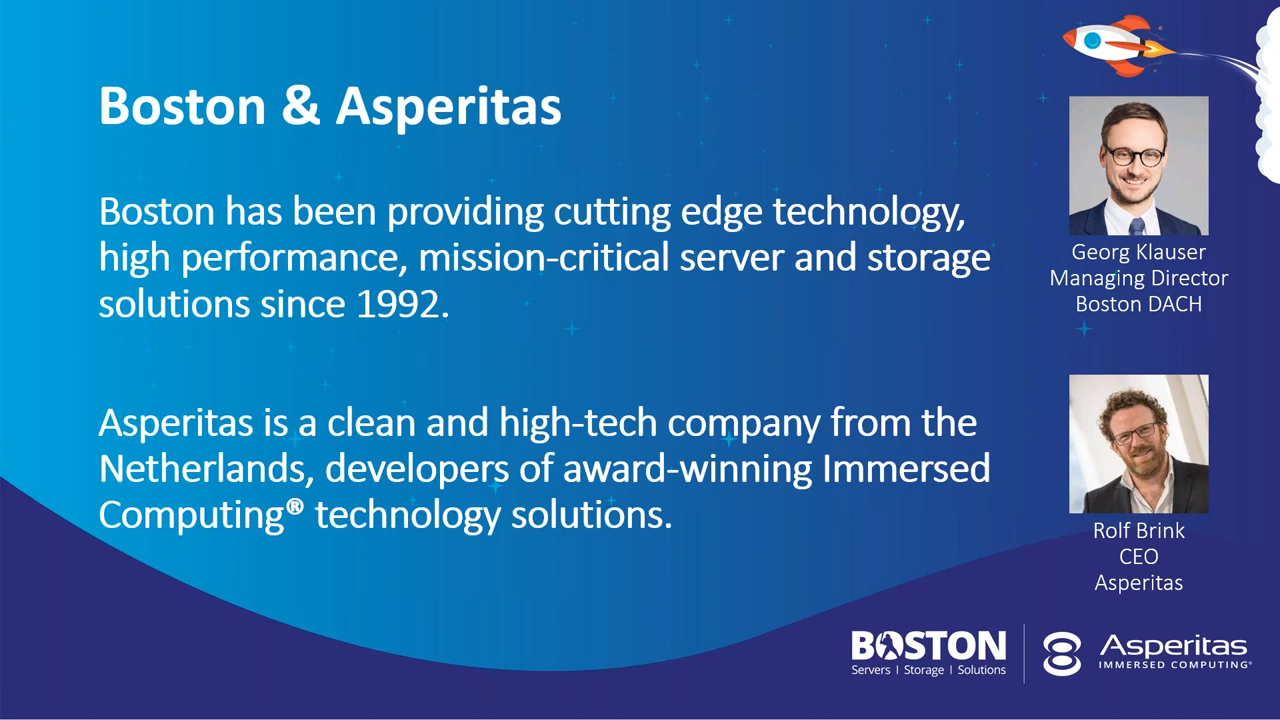 Boston & Asperitas
Boston has been providing cutting edge technology,
high performance, mission-critical server and storage
solutions since 1992.
Asperitas is a clean and high-tech company from the
Netherlands, developers of award-winning Immersed
Computing® technology solutions.
Georg Klauser
Managing Director
Boston DACH
Rolf Brink
CEO
Asperitas
BOSTON
Servers | Storage | Solutions
Asperitas
IMMERSED COMPUTING®